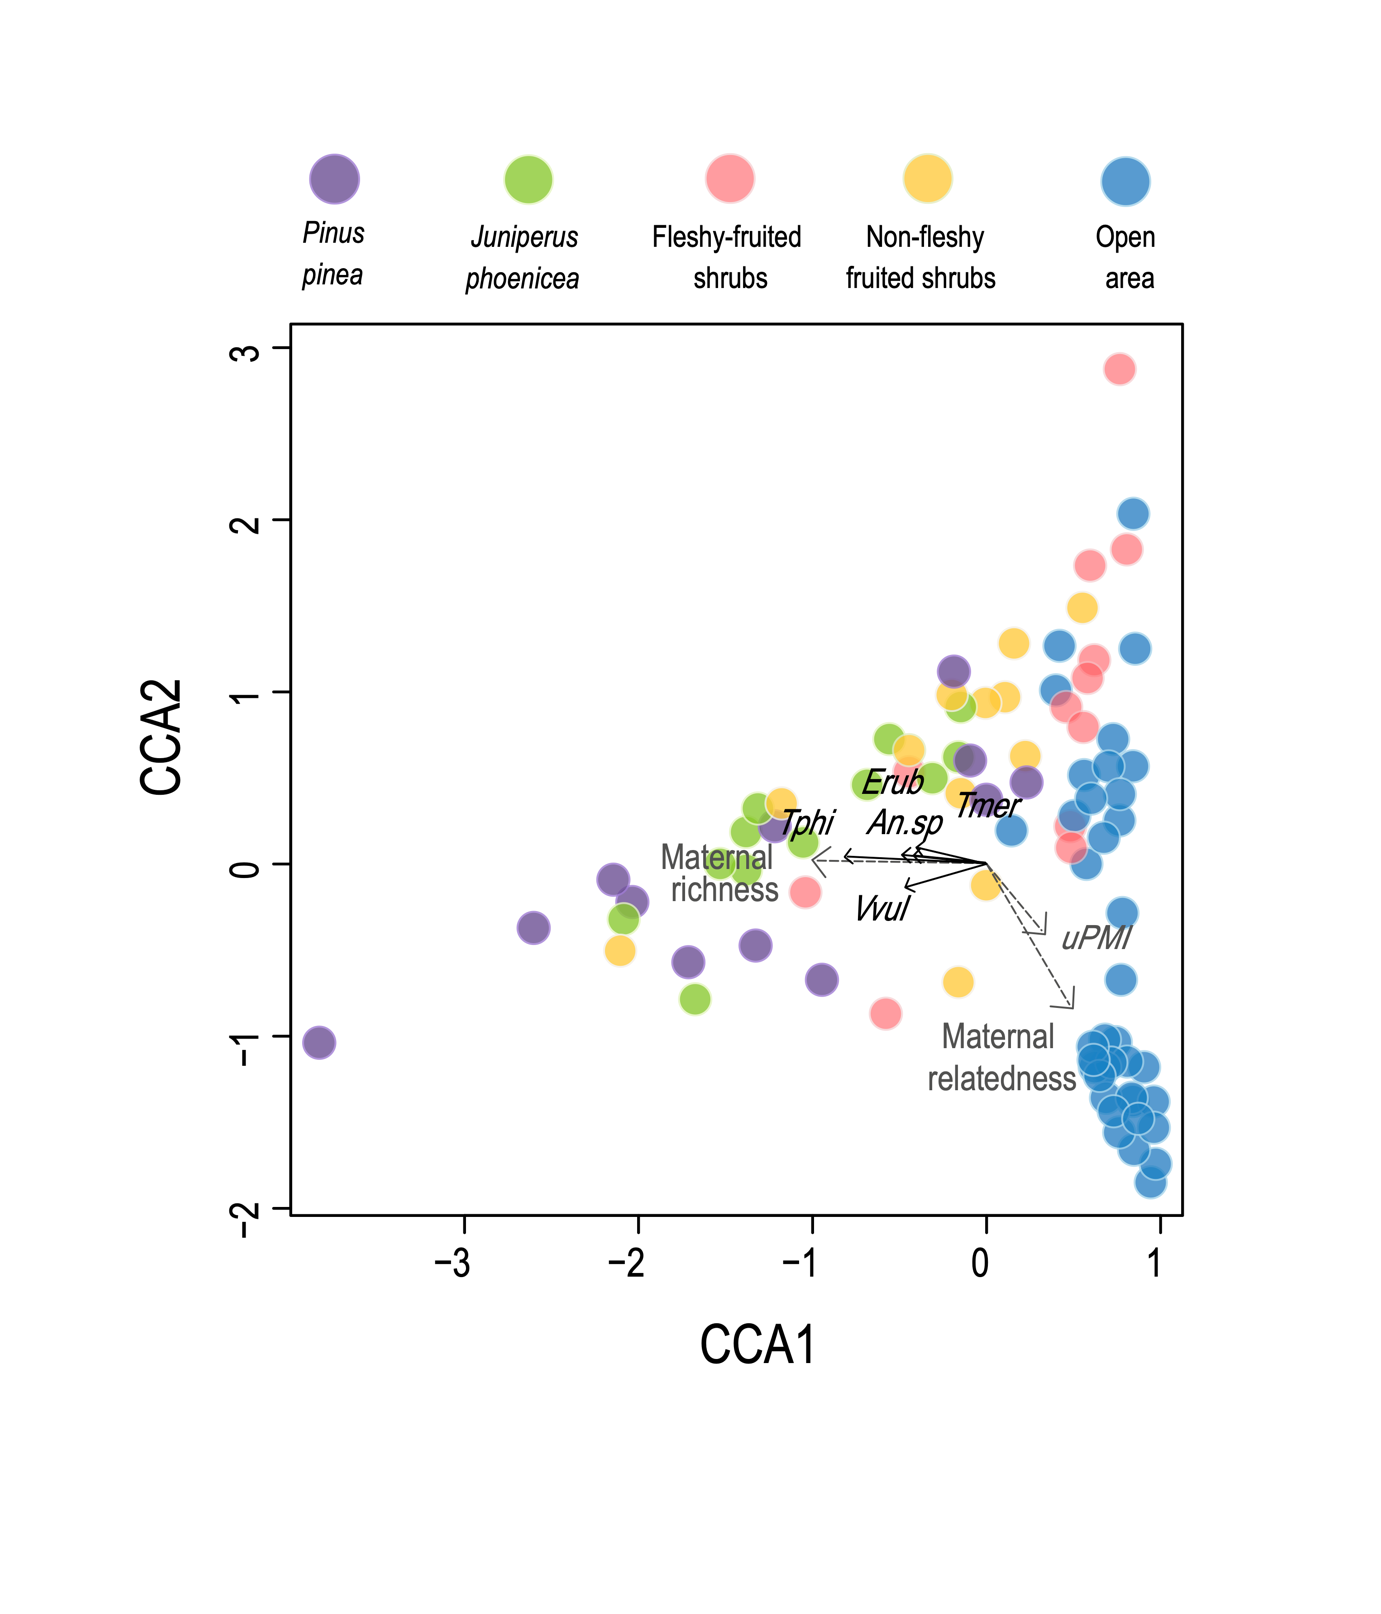 Pinus
pinea
Juniperus
phoenicea
Fleshy-fruited
shrubs
Non-fleshy
fruited shrubs
Open
area
3
2
1
0
−1
−2
CCA2
Erub
Tmer
Tphi
An.sp
Maternal
richness
Vvul
uPMI
Maternal
relatedness
−3
−2
−1
0
1
CCA1